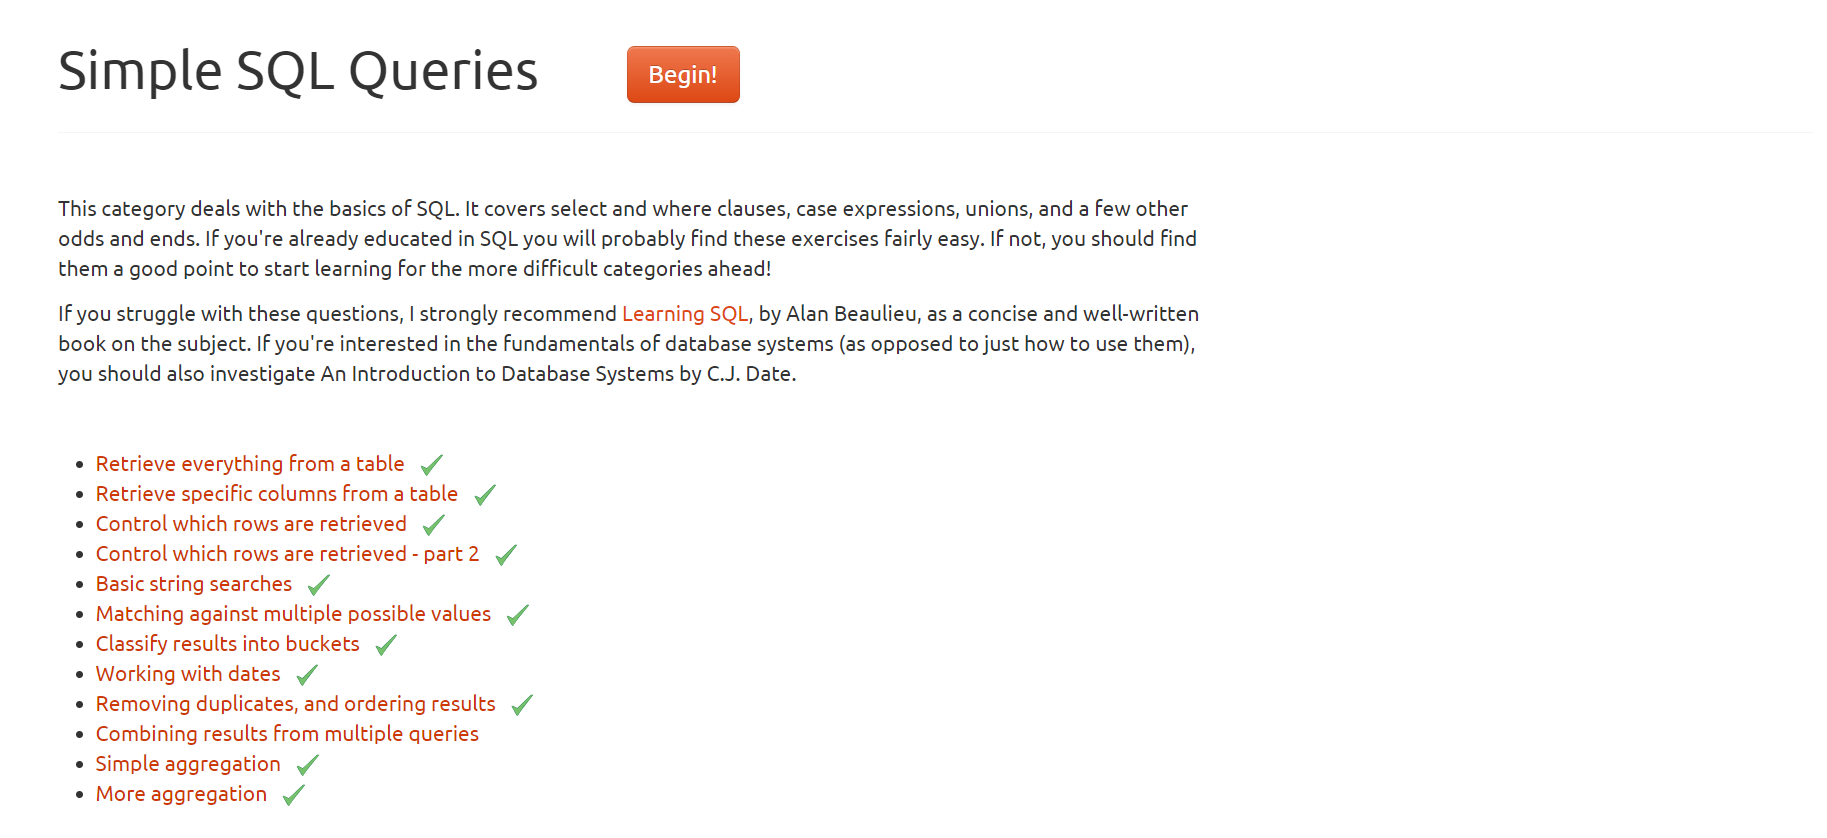 Simple SQL Queries
Begin!
This category deals with the basics of SQL. It covers select and where clauses, case expressions, unions, and a few other
odds and ends. If you're already educated in SQL you will probably find these exercises fairly easy. If not, you should find
them a good point to start learning for the more difficult categories ahead!
If you struggle with these questions, I strongly recommend Learning SQL, by Alan Beaulieu, as a concise and well-written
book on the subject. If you're interested in the fundamentals of database systems (as opposed to just how to use them),
you should also investigate An Introduction to Database Systems by C.J. Date.
Retrieve everything from a table
Retrieve specific columns from a table
Control which rows are retrieved
Control which rows are retrieved - part 2
Basic string searches
Matching against multiple possible values
Classify results into buckets
Working with dates
Removing duplicates, and ordering results
Combining results from multiple queries
Simple aggregation
More aggregation